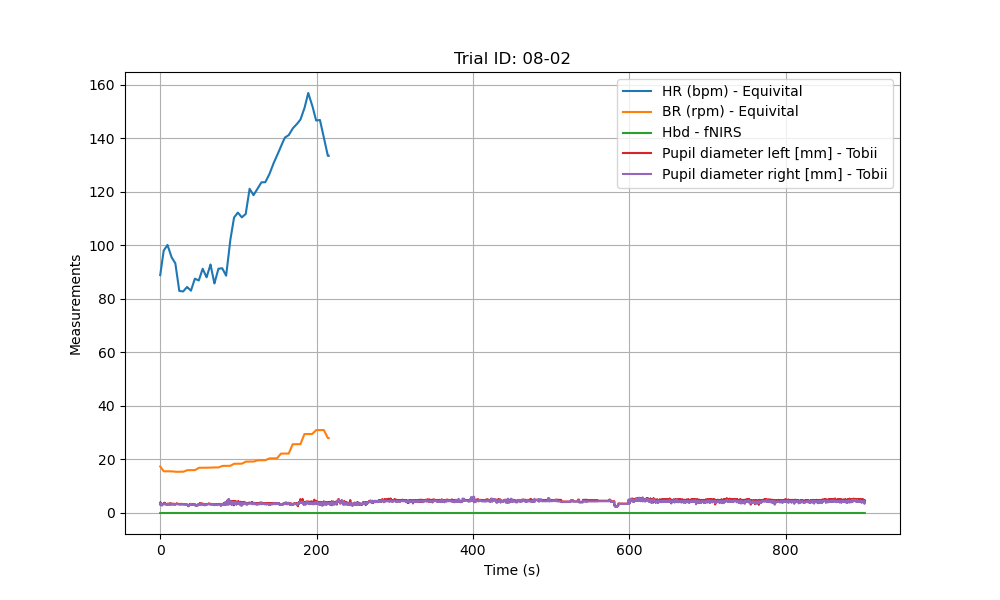 Trial ID: 08-02
HR (bpm) - Equivital
BR (rpm) - Equivital
Hbd - fNIRS
Pupil diameter left [mm] - Tobii
Pupil diameter right [mm] - Tobii
Measurements
160
140
120
100
80
60
40
20
0
0 200 400 600 800
Time (s)